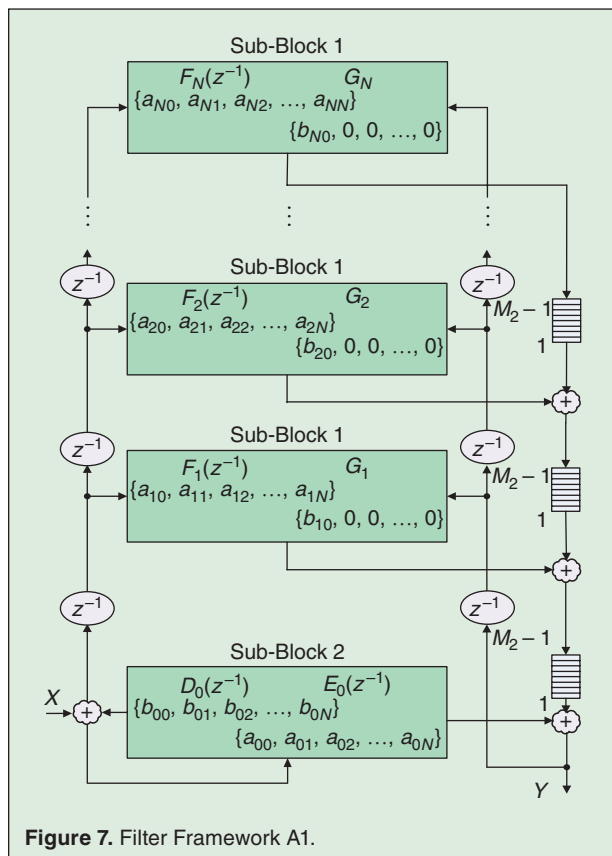 Sub-Block 1
F_N(z⁻¹) G_N
{a_N0, a_N1, a_N2, ..., a_NN}
{b_N0, 0, 0, ..., 0}
⋮ ⋮ ⋮
Sub-Block 1
z⁻¹ z⁻¹
F_2(z⁻¹) G_2
{a_20, a_21, a_22, ..., a_2N}
{b_20, 0, 0, ..., 0}
M_2 – 1
1
+
Sub-Block 1
z⁻¹ z⁻¹
F_1(z⁻¹) G_1
{a_10, a_11, a_12, ..., a_1N}
{b_10, 0, 0, ..., 0}
M_2 – 1
1
+
z⁻¹ z⁻¹
Sub-Block 2
M_2 – 1
D_0(z⁻¹) E_0(z⁻¹)
X + {b_00, b_01, b_02, ..., b_0N}
{a_00, a_01, a_02, ..., a_0N}
1
+
Y
Figure 7. Filter Framework A1.